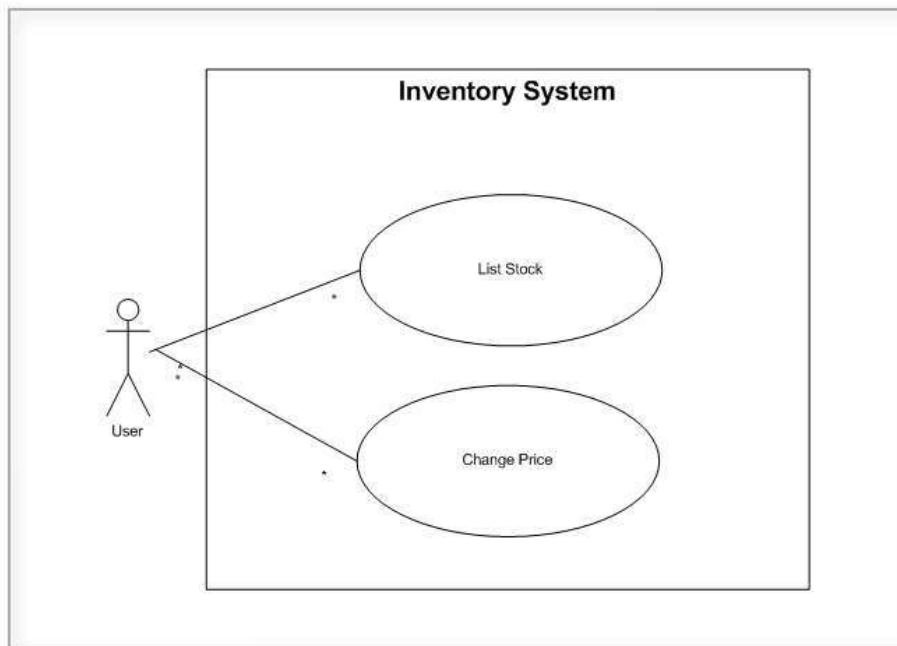 Inventory System
List Stock
*
*
*
User
Change Price
*